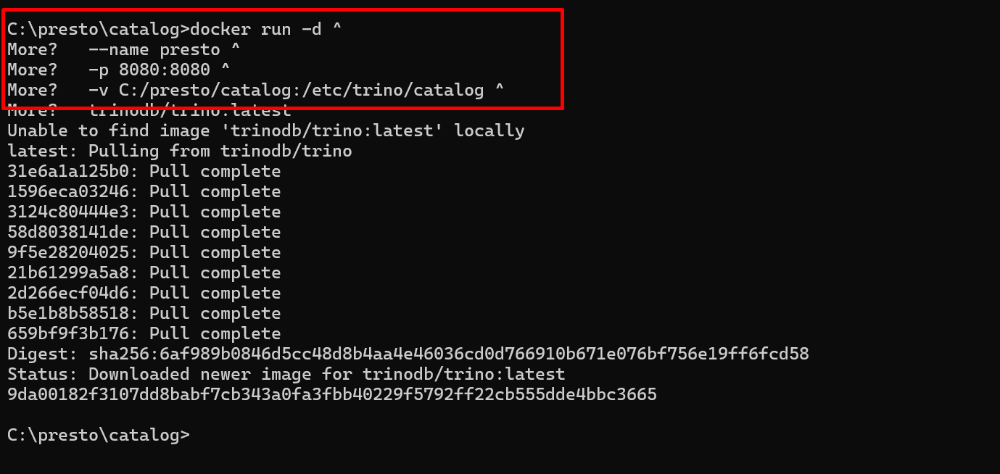 C:\presto\catalog>docker run -d ^
More?   --name presto ^
More?   -p 8080:8080 ^
More?   -v C:/presto/catalog:/etc/trino/catalog ^
More?   trinodb/trino:latest
Unable to find image 'trinodb/trino:latest' locally
latest: Pulling from trinodb/trino
31e6a1a125b0: Pull complete
1596eca03246: Pull complete
3124c80444e3: Pull complete
58d8038141de: Pull complete
9f5e28204025: Pull complete
21b61299a5a8: Pull complete
2d266ecf04d6: Pull complete
b5e1b8b58518: Pull complete
659bf9f3b176: Pull complete
Digest: sha256:6af989b0846d5cc48d8b4aa4e46036cd0d766910b671e076bf756e19ff6fcd58
Status: Downloaded newer image for trinodb/trino:latest
9da00182f3107dd8babf7cb343a0fa3fbb40229f5792ff22cb555dde4bbc3665
C:\presto\catalog>